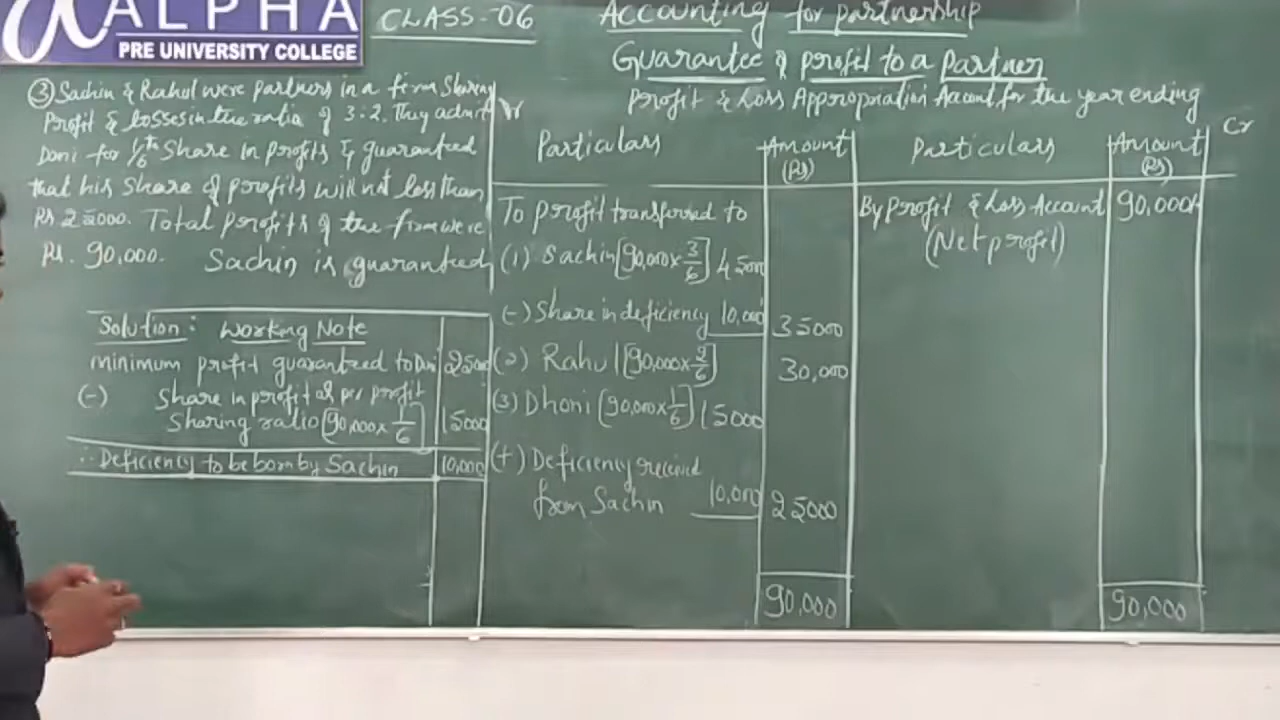 ALPHA
PRE UNIVERSITY COLLEGE
CLASS-06
Accounting for partnership
Guarantee of profit to a Partner
Profit & Loss Appropriation Account for the year ending
③ Sachin & Rahul were partners in a firm Sharing
Profit & losses in the ratio of 3:2. They admit
Doni for 1/6th Share in profits & guaranteed
that his share of profits will not less than
Rs 25000. Total profits of the firm were
Rs. 90,000. Sachin is guaranteed
Solution: Working Note
minimum profit guaranteed to Doni 25000
(-) Share in profit as per profit
Sharing ratio [90,000 x 1/6] 15000
∴ Deficiency to be born by Sachin 10,000
Cr
Particulars Amount (Rs) Particulars Amount (Rs)
To profit transferred to By Profit & Loss Account 90,000
(Net profit)
(1) Sachin [90,000 x 3/6] 45000
(-) Share in deficiency 10,000 35000
(2) Rahul [90,000 x 2/6] 30,000
(3) Dhoni [90,000 x 1/6] 15000
(+) Deficiency received
from Sachin 10,000 25000
90,000 90,000